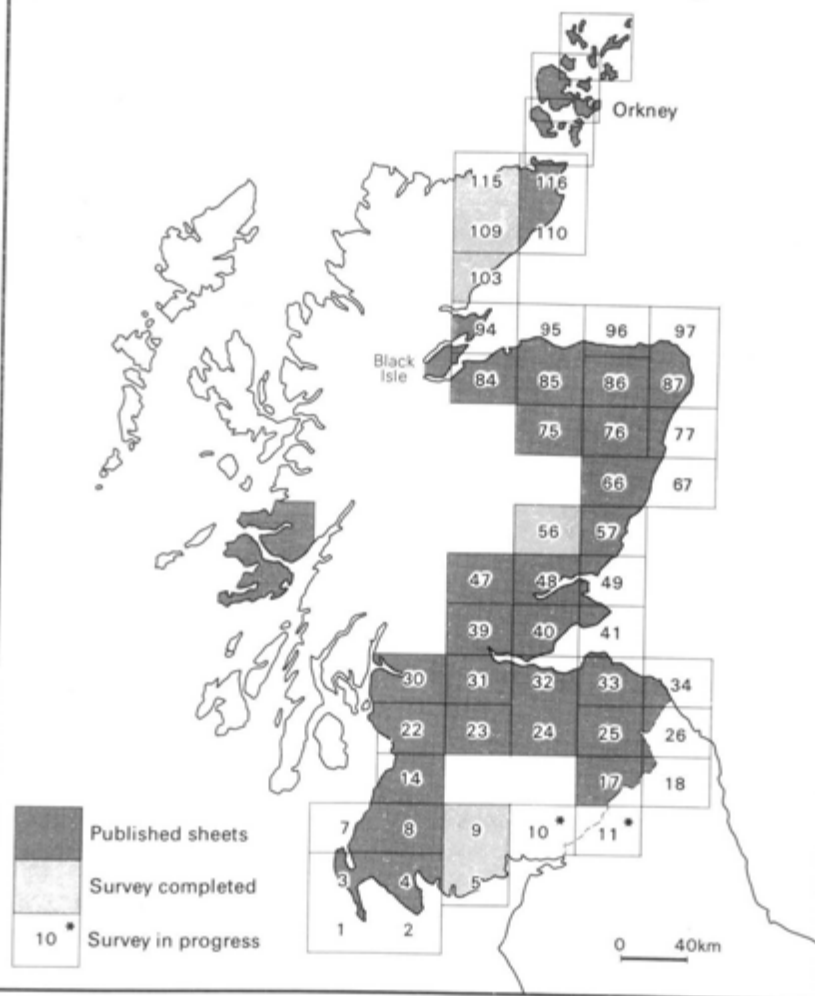 Orkney
115 116
109 110
103
94 95 96 97
Black
Isle
84 85 86 87
75 76 77
66 67
56 57
47 48 49
39 40 41
30 31 32 33 34
22 23 24 25 26
14 17 18
7 8 9 10* 11*
3 4 5
1 2
Published sheets
Survey completed
10* Survey in progress
0 40km